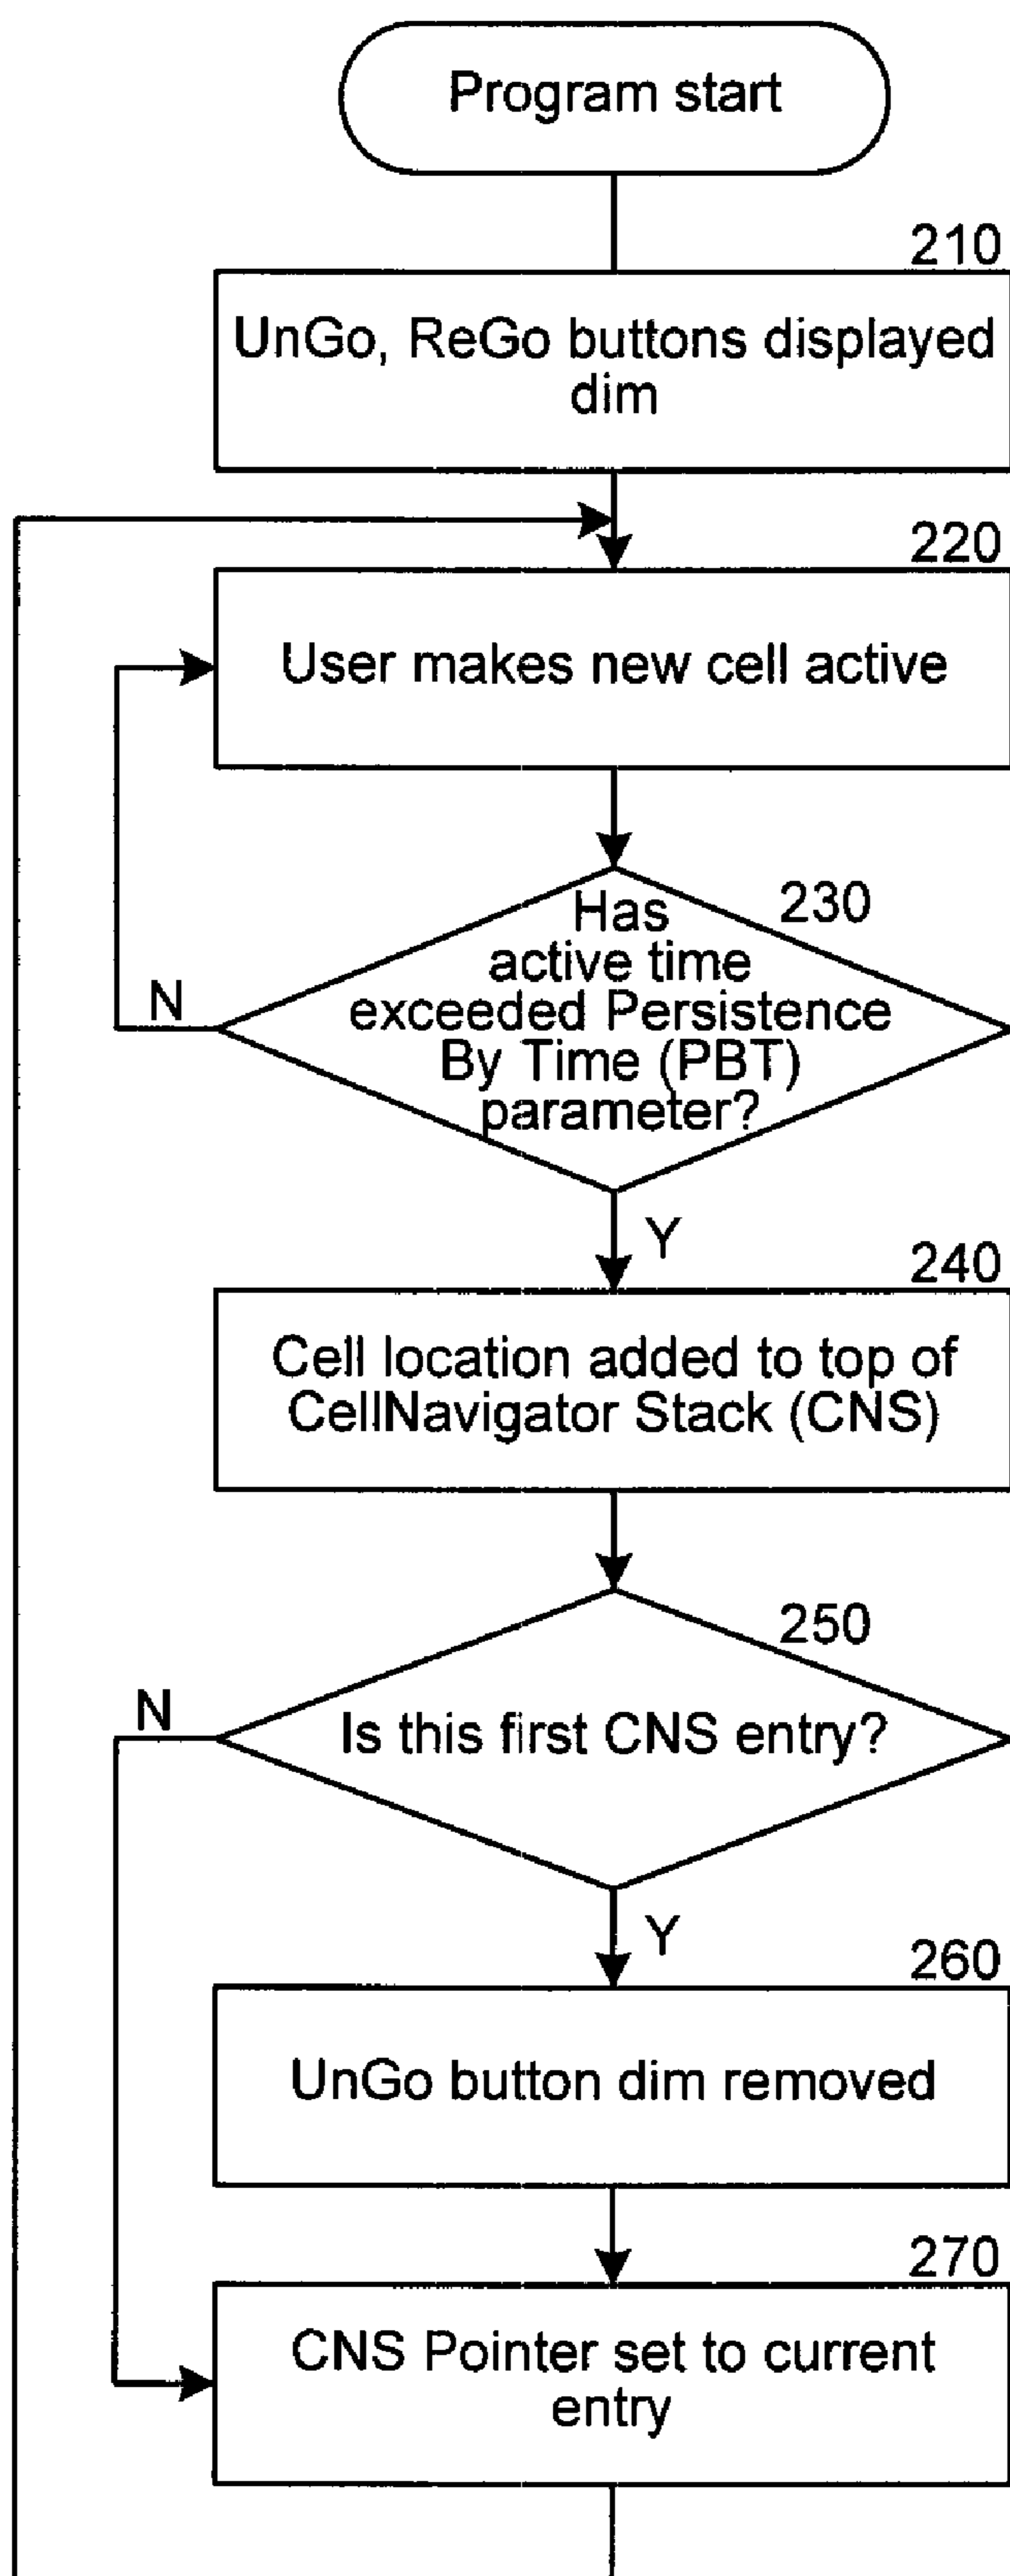 Program start
210
UnGo, ReGo buttons displayed
dim
220
User makes new cell active
230
Has
active time
exceeded Persistence
By Time (PBT)
parameter?
N
Y
240
Cell location added to top of
CellNavigator Stack (CNS)
250
N
Is this first CNS entry?
Y
260
UnGo button dim removed
270
CNS Pointer set to current
entry